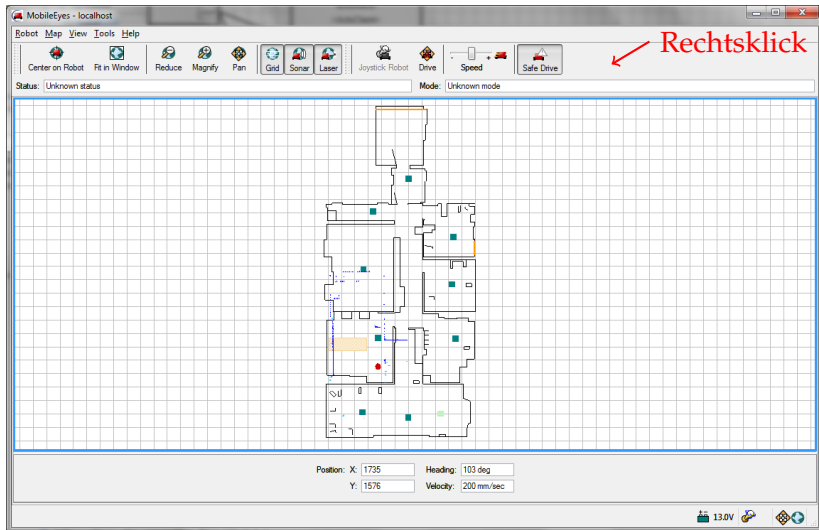 MobileEyes - localhost
Robot Map View Tools Help
Rechtsklick
Center on Robot Fit in Window Reduce Magnify Pan Grid Sonar Laser Joystick Robot Drive Speed Safe Drive
Status: Unknown status Mode: Unknown mode
Position: X: 1735 Heading: 103 deg
Y: 1576 Velocity: 200 mm/sec
13.0V